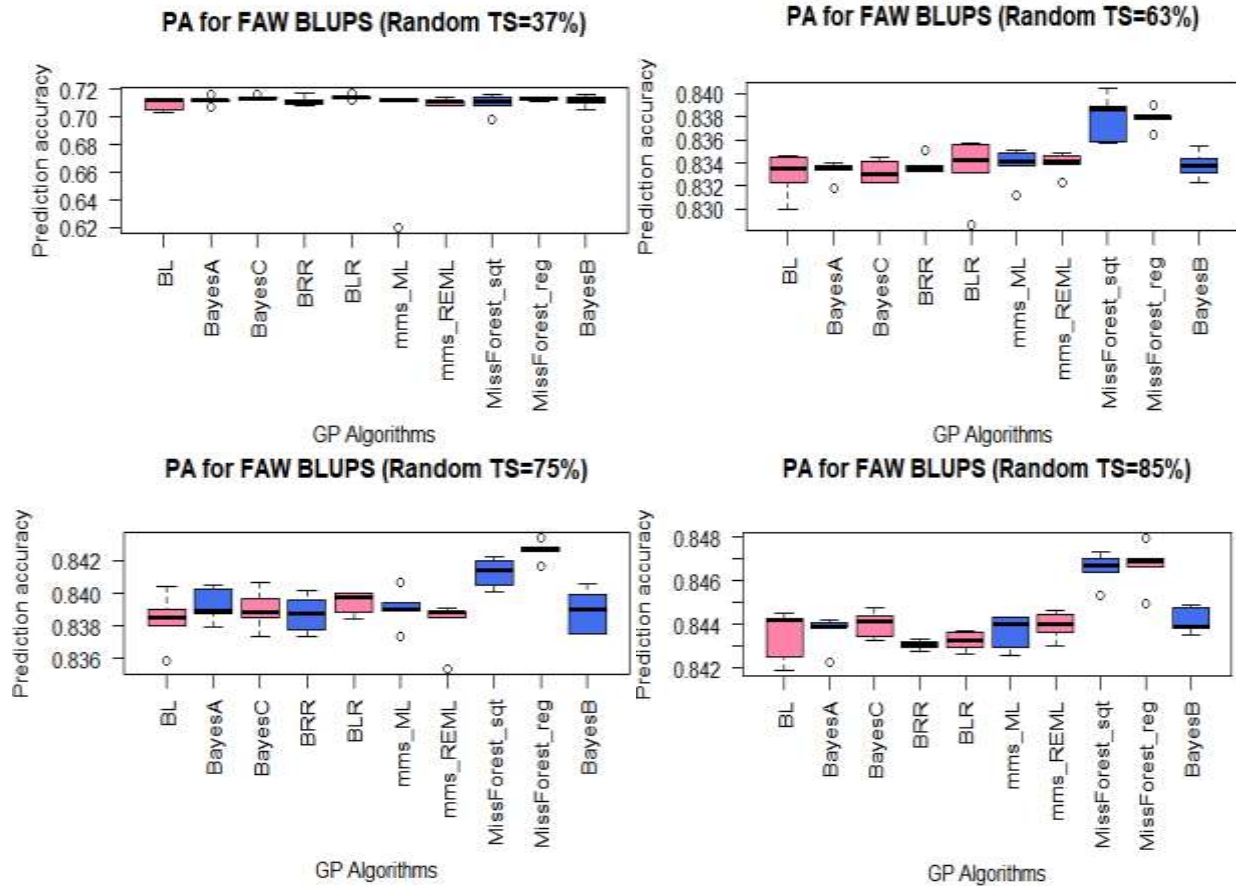 PA for FAW BLUPS (Random TS=37%)
Prediction accuracy
0.72
0.70
0.68
0.66
0.64
0.62
BL
BayesA
BayesC
BRR
BLR
mms_ML
mms_REML
MissForest_sqt
MissForest_reg
BayesB
GP Algorithms
PA for FAW BLUPS (Random TS=63%)
Prediction accuracy
0.840
0.838
0.836
0.834
0.832
0.830
BL
BayesA
BayesC
BRR
BLR
mms_ML
mms_REML
MissForest_sqt
MissForest_reg
BayesB
GP Algorithms
PA for FAW BLUPS (Random TS=75%)
Prediction accuracy
0.842
0.840
0.838
0.836
BL
BayesA
BayesC
BRR
BLR
mms_ML
mms_REML
MissForest_sqt
MissForest_reg
BayesB
GP Algorithms
PA for FAW BLUPS (Random TS=85%)
Prediction accuracy
0.848
0.846
0.844
0.842
BL
BayesA
BayesC
BRR
BLR
mms_ML
mms_REML
MissForest_sqt
MissForest_reg
BayesB
GP Algorithms